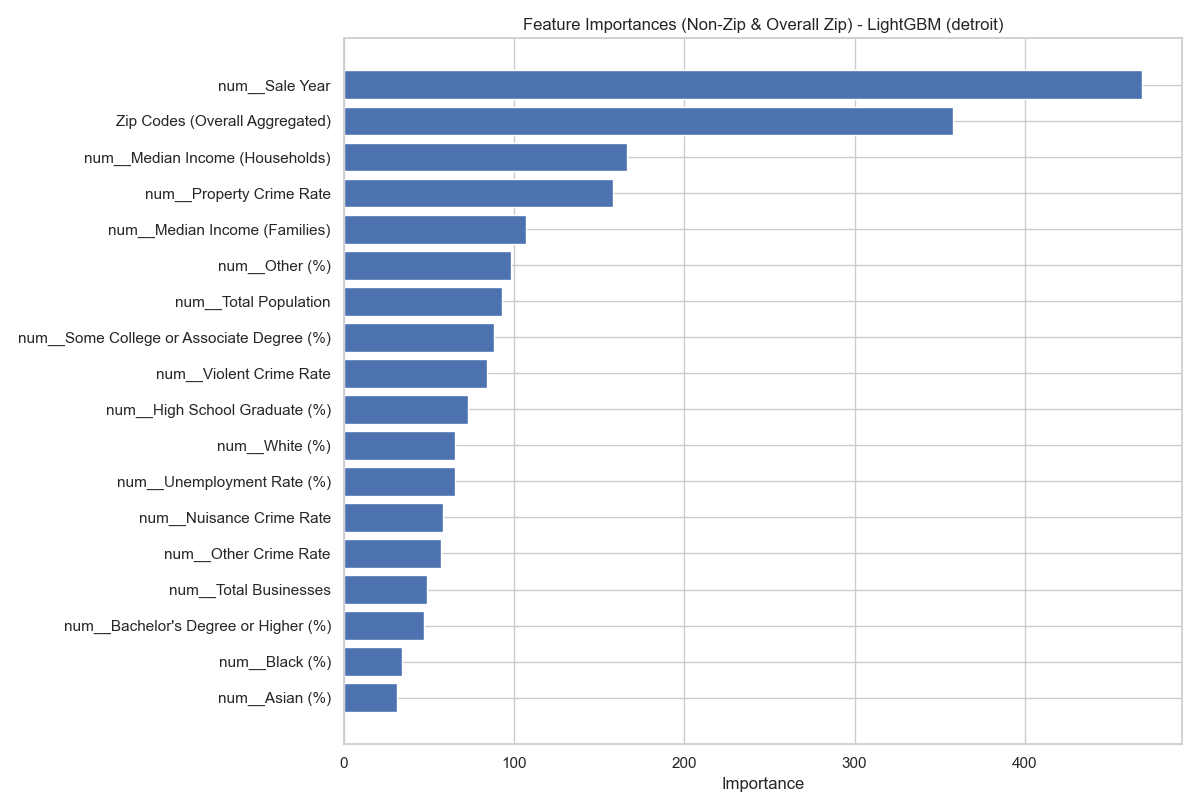 Feature Importances (Non-Zip & Overall Zip) - LightGBM (detroit)
num__Sale Year
Zip Codes (Overall Aggregated)
num__Median Income (Households)
num__Property Crime Rate
num__Median Income (Families)
num__Other (%)
num__Total Population
num__Some College or Associate Degree (%)
num__Violent Crime Rate
num__High School Graduate (%)
num__White (%)
num__Unemployment Rate (%)
num__Nuisance Crime Rate
num__Other Crime Rate
num__Total Businesses
num__Bachelor's Degree or Higher (%)
num__Black (%)
num__Asian (%)
0 100 200 300 400
Importance